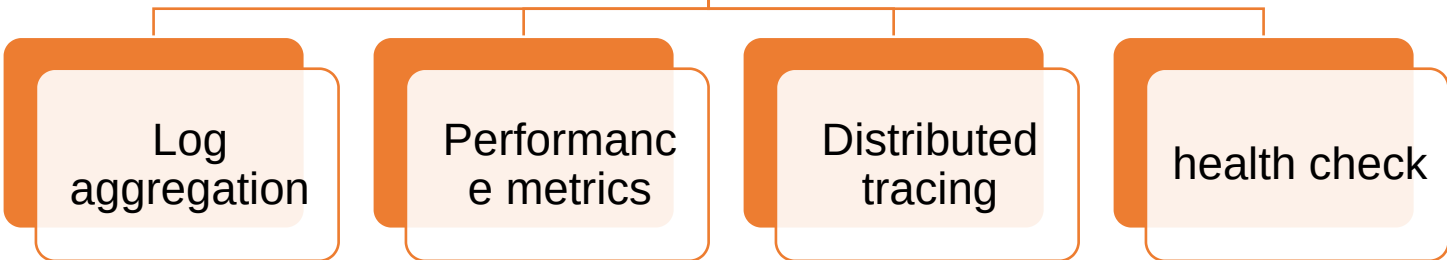 Log
aggregation
Performanc
e metrics
Distributed
tracing
health check